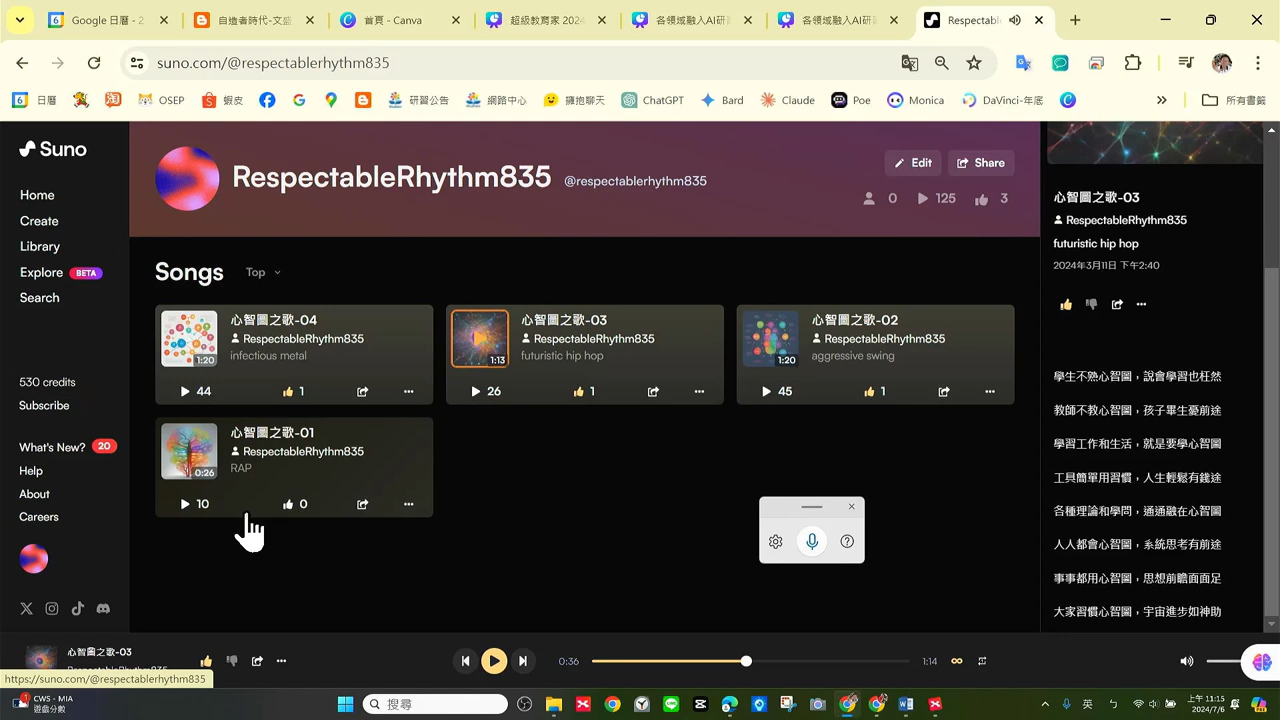 Google 日曆 - 2
自造者時代-文盛
首頁 - Canva
超級教育家 2024
各領域融入AI研
各領域融入AI研
Respectabl
suno.com/@respectablerhythm835
日曆
OSEP
蝦皮
研習公告
網路中心
擁抱聊天
ChatGPT
Bard
Claude
Poe
Monica
DaVinci-年底
所有書籤
Suno
Home
Create
Library
Explore BETA
Search
530 credits
Subscribe
What's New? 20
Help
About
Careers
RespectableRhythm835 @respectablerhythm835
Edit
Share
0 125 3
Songs Top
心智圖之歌-04
RespectableRhythm835
infectious metal
1:20
44 1
心智圖之歌-03
RespectableRhythm835
futuristic hip hop
1:13
26 1
心智圖之歌-02
RespectableRhythm835
aggressive swing
1:20
45 1
心智圖之歌-01
RespectableRhythm835
RAP
0:26
10 0
心智圖之歌-03
RespectableRhythm835
futuristic hip hop
2024年3月11日 下午2:40
學生不熟心智圖，說會學習也枉然
教師不教心智圖，孩子畢生憂前途
學習工作和生活，就是要學心智圖
工具簡單用習慣，人生輕鬆有錢途
各種理論和學問，通通融在心智圖
人人都會心智圖，系統思考有前途
事事都用心智圖，思想前瞻面面足
大家習慣心智圖，宇宙進步如神助
心智圖之歌-03
RespectableRhythm835
0:36
1:14
https://suno.com/@respectablerhythm835
CWS - MIA
遊戲分數
搜尋
英
上午 11:15
2024/7/6